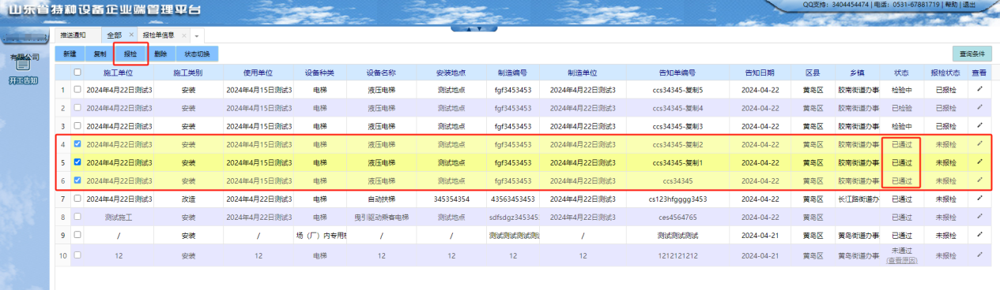 山东省特种设备企业端管理平台
QQ支持：3404454474 | 电话：0531-67881719 | 帮助 | 退出
推送通知 全部 × 报检单信息 ×
有限公司
开工告知
新建 复制 报检 删除 状态切换 查询条件
施工单位 施工类别 使用单位 设备种类 设备名称 安装地点 制造编号 制造单位 告知单编号 告知日期 区县 乡镇 状态 报检状态 查看
1 2024年4月22日测试3 安装 2024年4月15日测试3 电梯 液压电梯 测试地点 fgf3453453 2024年4月22日测试3 ccs34345-复制5 2024-04-22 黄岛区 胶南街道办事 检验中 已报检
2 2024年4月22日测试3 安装 2024年4月15日测试3 电梯 液压电梯 测试地点 fgf3453453 2024年4月22日测试3 ccs34345-复制4 2024-04-22 黄岛区 胶南街道办事 已检验 已报检
3 2024年4月22日测试3 安装 2024年4月15日测试3 电梯 液压电梯 测试地点 fgf3453453 2024年4月22日测试3 ccs34345-复制3 2024-04-22 黄岛区 胶南街道办事 检验中 已报检
4 2024年4月22日测试3 安装 2024年4月15日测试3 电梯 液压电梯 测试地点 fgf3453453 2024年4月22日测试3 ccs34345-复制2 2024-04-22 黄岛区 胶南街道办事 已通过 未报检
5 2024年4月22日测试3 安装 2024年4月15日测试3 电梯 液压电梯 测试地点 fgf3453453 2024年4月22日测试3 ccs34345-复制1 2024-04-22 黄岛区 胶南街道办事 已通过 未报检
6 2024年4月22日测试3 安装 2024年4月15日测试3 电梯 液压电梯 测试地点 fgf3453453 2024年4月22日测试3 ccs34345 2024-04-22 黄岛区 胶南街道办事 已通过 未报检
7 2024年4月22日测试3 改造 2024年4月22日测试3 电梯 自动扶梯 345354354 43563453453 2024年4月22日测试3 cs123hfgggg3453 2024-04-22 黄岛区 长江路街道办 已通过 未报检
8 测试施工 安装 2024年4月22日测试3 电梯 曳引驱动乘客电梯 测试地点 sdfsdgz345345 2024年4月22日测试3 ces4564765 2024-04-22 黄岛区 已通过 未报检
9 / 安装 / 场（厂）内专用 / / 测试测试测试测 / 测试测试测试 2024-04-21 黄岛区 黄岛街道办事 已通过 未报检
10 12 安装 12 电梯 12 12 12 12 1212121212 2024-04-21 黄岛区 黄岛街道办事 未通过 未报检
(查看原因)